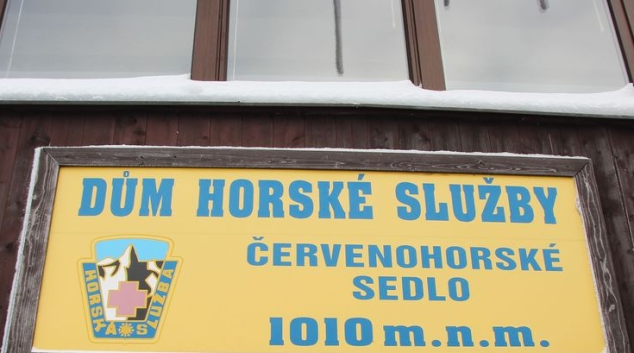 DŮM HORSKÉ SLUŽBY
ČERVENOHORSKÉ
SEDLO
1010 m.n.m.
HORSKÁ SLUŽBA